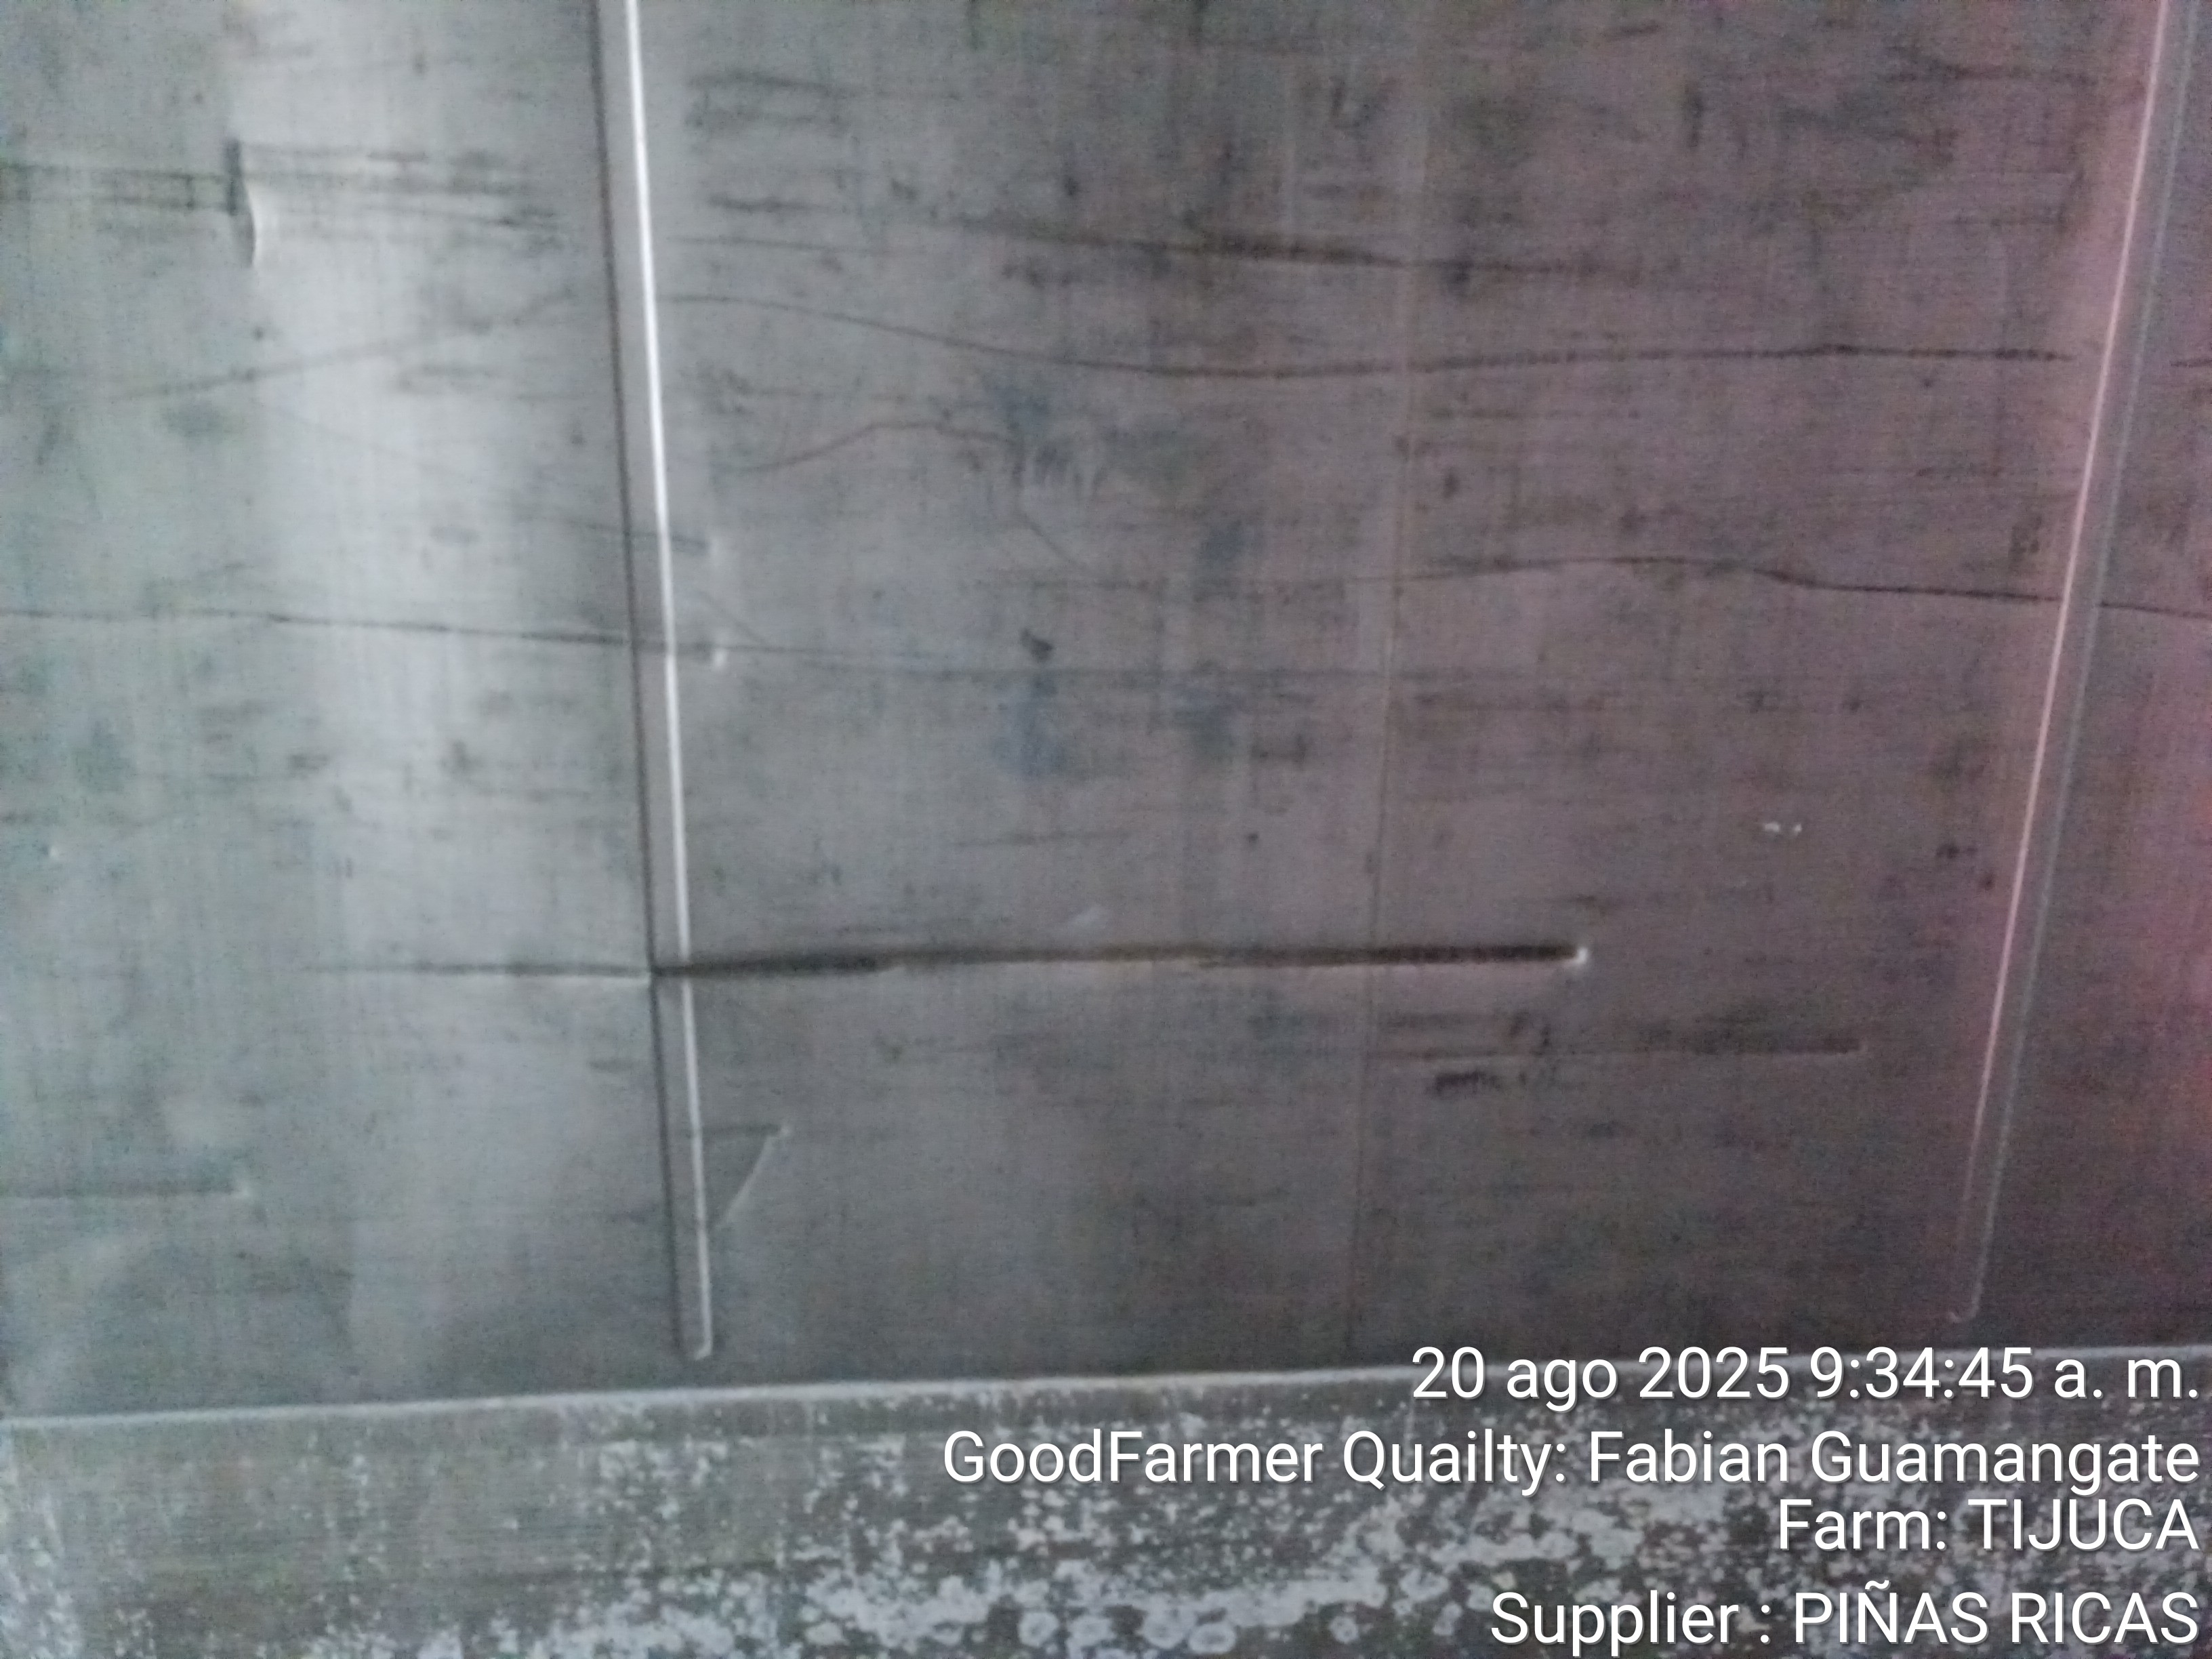 20 ago 2025 9:34:45 a. m.
GoodFarmer Quailty: Fabian Guamangate
Farm: TIJUCA
Supplier : PIÑAS RICAS